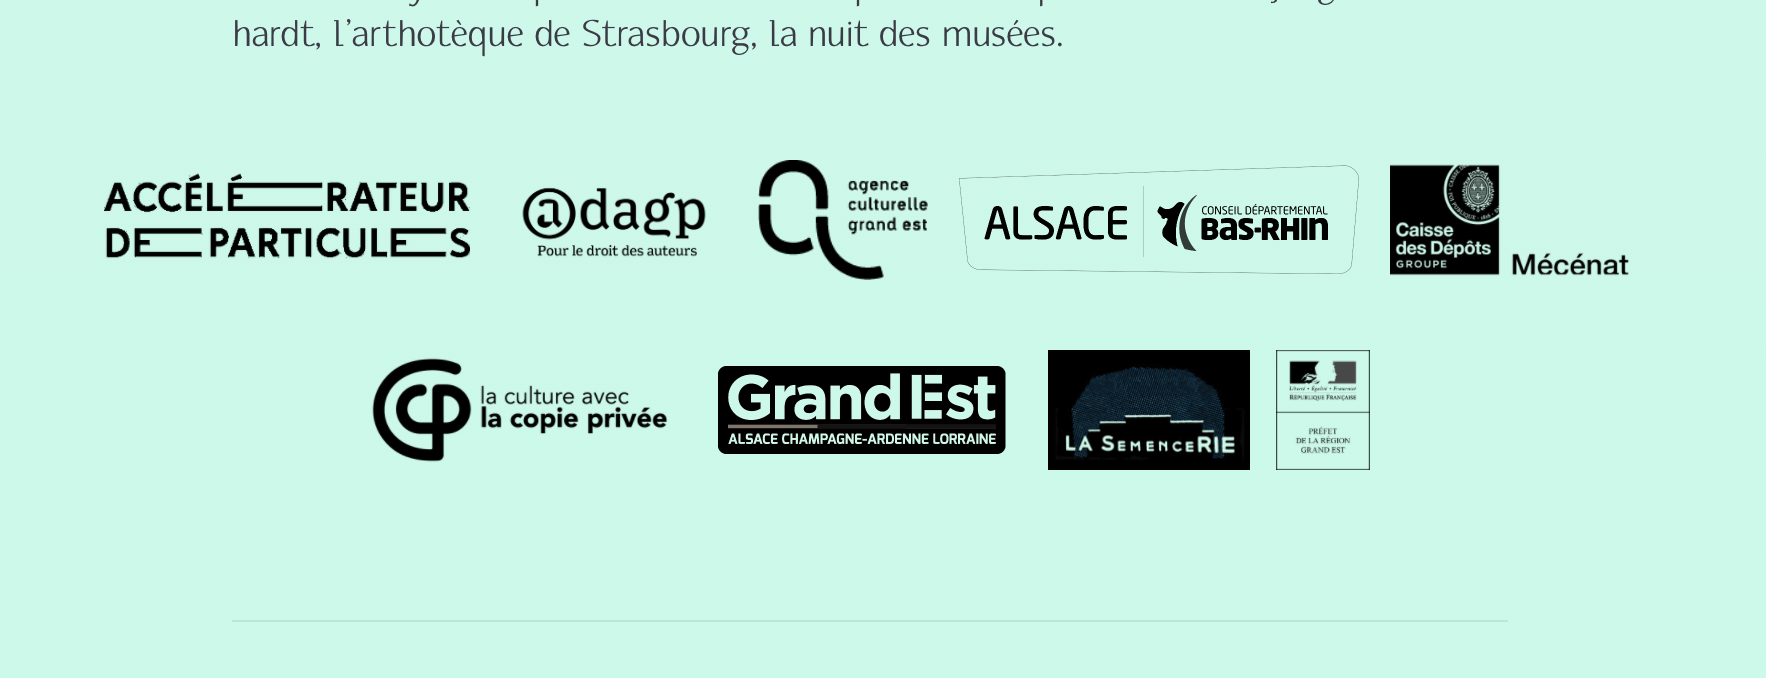 hardt, l'arthotèque de Strasbourg, la nuit des musées.
ACCÉLÉRATEUR
DE PARTICULES
@dagp
Pour le droit des auteurs
agence
culturelle
grand est
ALSACE
CONSEIL DÉPARTEMENTAL
BAS-RHIN
Caisse
des Dépôts
GROUPE
Mécénat
la culture avec
la copie privée
Grand Est
ALSACE CHAMPAGNE-ARDENNE LORRAINE
LA SEMENCERIE
Liberté • Égalité • Fraternité
RÉPUBLIQUE FRANÇAISE
PRÉFET
DE LA RÉGION
GRAND EST